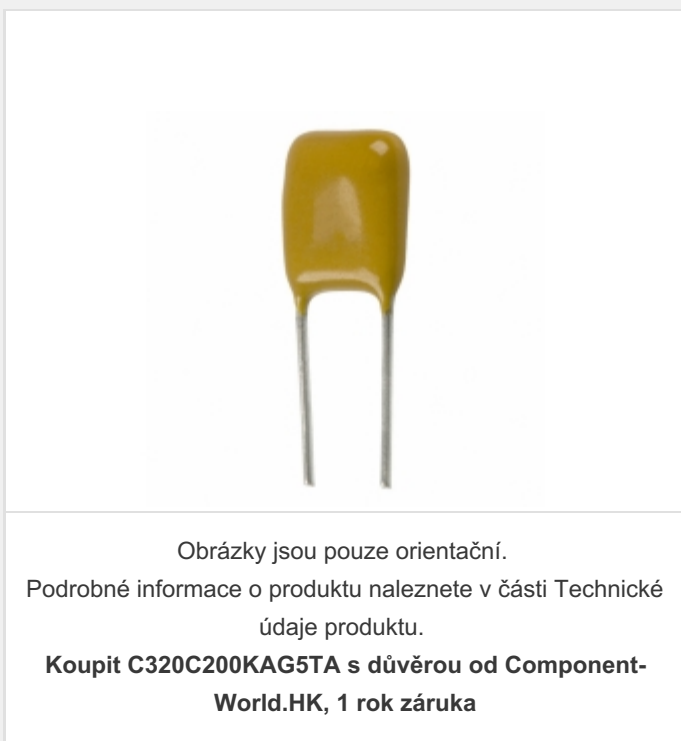 Obrázky jsou pouze orientační.
Podrobné informace o produktu naleznete v části Technické
údaje produktu.
Koupit C320C200KAG5TA s důvěrou od Component-
World.HK, 1 rok záruka